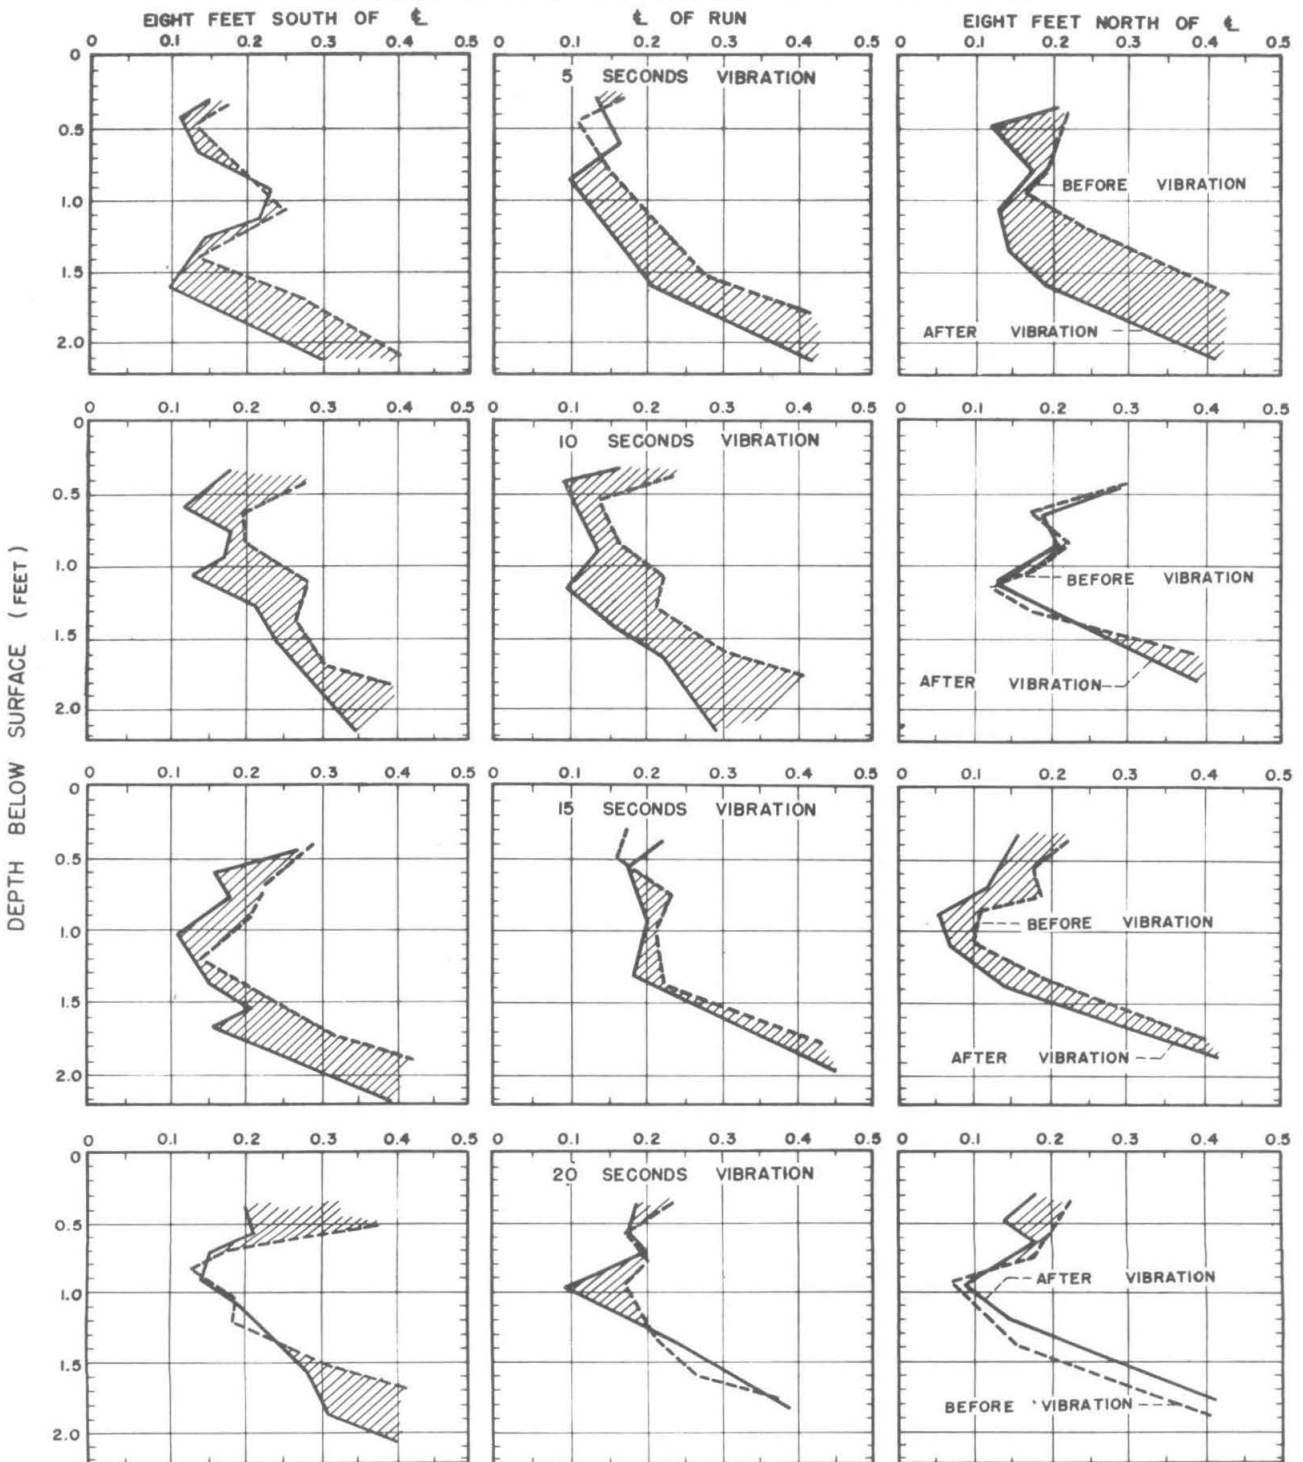 EIGHT FEET SOUTH OF ℄
℄ OF RUN
EIGHT FEET NORTH OF ℄
0 0.1 0.2 0.3 0.4 0.5
0 0.1 0.2 0.3 0.4 0.5
0 0.1 0.2 0.3 0.4 0.5
0
0.5
1.0
1.5
2.0
5 SECONDS VIBRATION
BEFORE VIBRATION
AFTER VIBRATION
0 0.1 0.2 0.3 0.4 0.5
0 0.1 0.2 0.3 0.4 0.5
0 0.1 0.2 0.3 0.4 0.5
0
0.5
1.0
1.5
2.0
10 SECONDS VIBRATION
BEFORE VIBRATION
AFTER VIBRATION
DEPTH BELOW SURFACE (FEET)
0 0.1 0.2 0.3 0.4 0.5
0 0.1 0.2 0.3 0.4 0.5
0 0.1 0.2 0.3 0.4 0.5
0
0.5
1.0
1.5
2.0
15 SECONDS VIBRATION
BEFORE VIBRATION
AFTER VIBRATION
0 0.1 0.2 0.3 0.4 0.5
0 0.1 0.2 0.3 0.4 0.5
0 0.1 0.2 0.3 0.4 0.5
0
0.5
1.0
1.5
2.0
20 SECONDS VIBRATION
AFTER VIBRATION
BEFORE VIBRATION